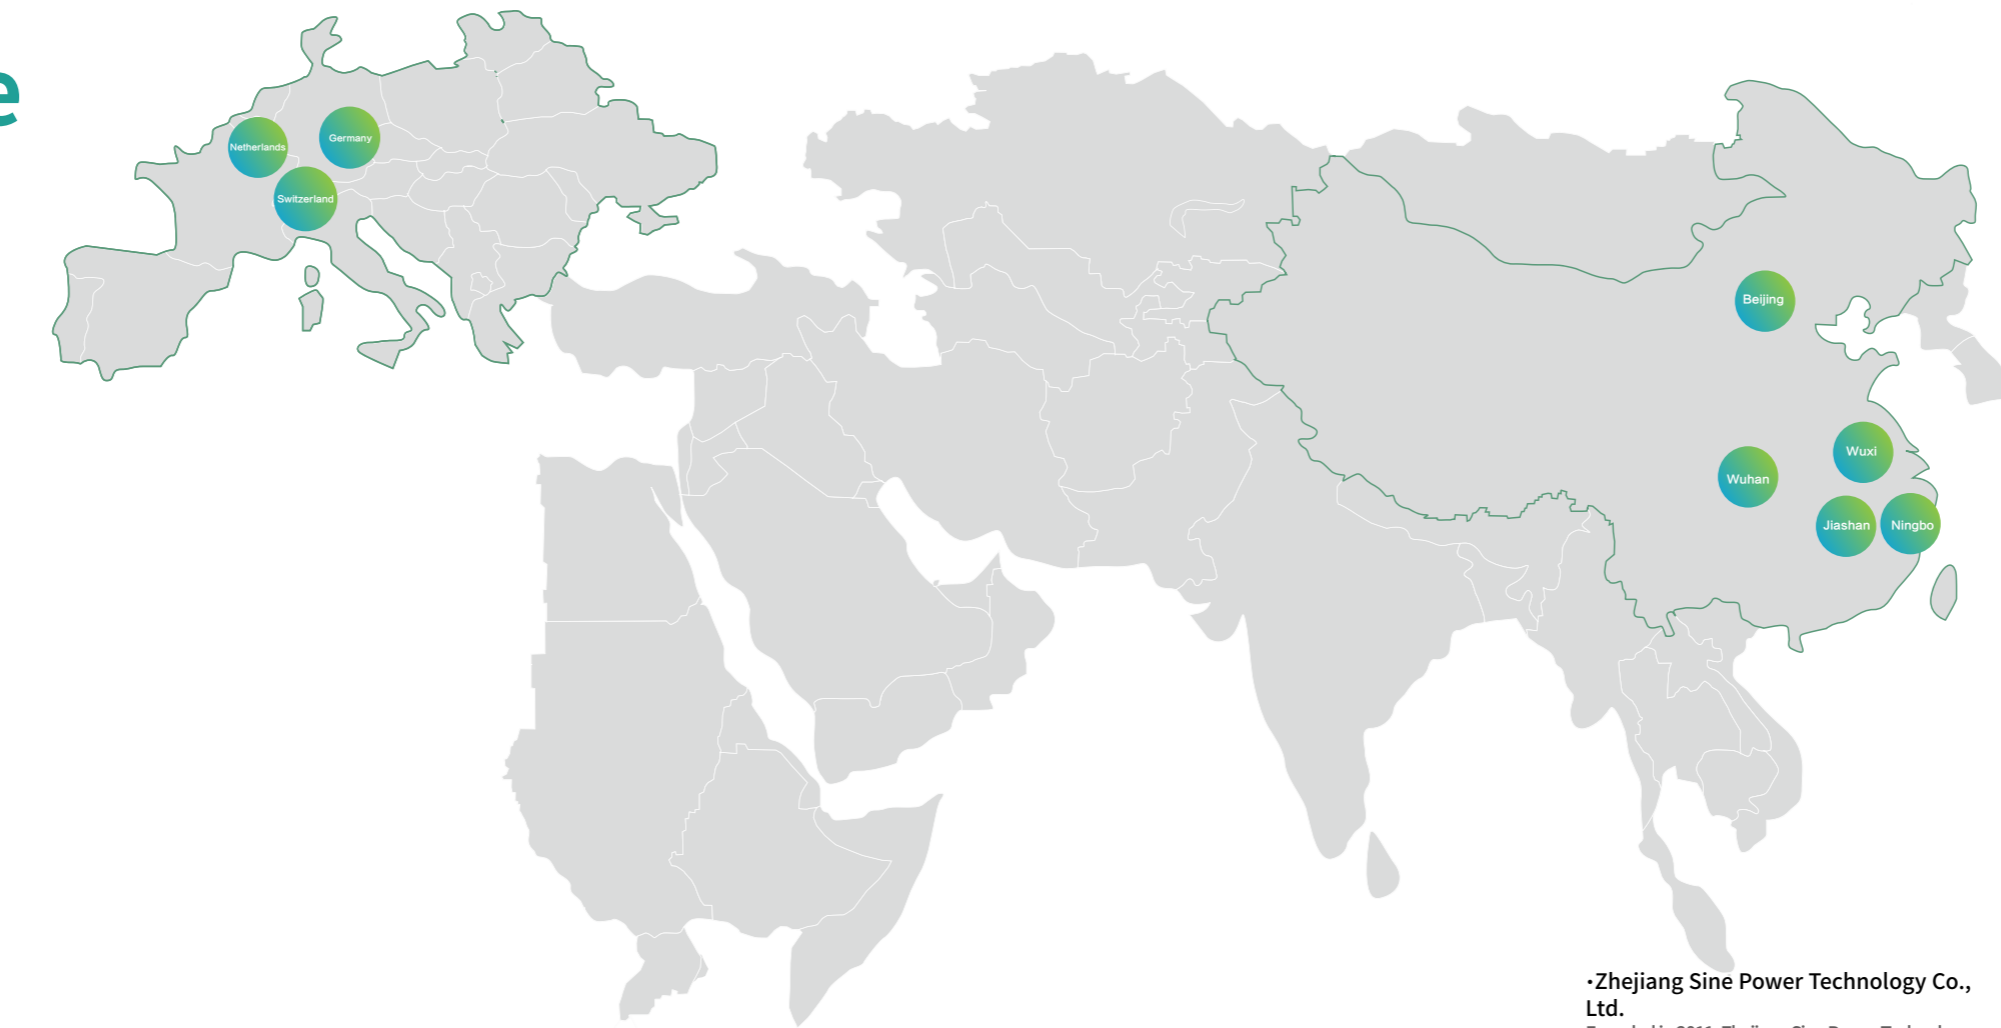 e
Netherlands
Germany
Switzerland
Beijing
Wuxi
Wuhan
Jiashan
Ningbo
·Zhejiang Sine Power Technology Co.,
Ltd.